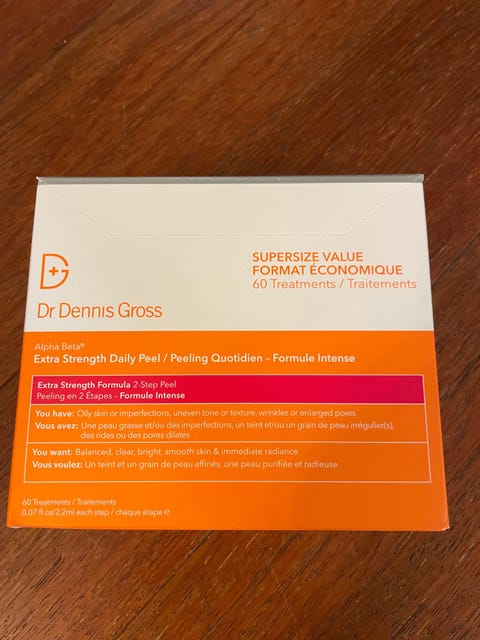 SUPERSIZE VALUE
FORMAT ÉCONOMIQUE
60 Treatments / Traitements
Dr Dennis Gross
Alpha Beta®
Extra Strength Daily Peel / Peeling Quotidien – Formule Intense
Extra Strength Formula 2-Step Peel
Peeling en 2 Étapes – Formule Intense
You have: Oily skin or imperfections, uneven tone or texture, wrinkles or enlarged pores
Vous avez: Une peau grasse et/ou des imperfections, un teint et/ou un grain de peau irrégulier(s),
des rides ou des pores dilatés
You want: Balanced, clear, bright, smooth skin & immediate radiance
Vous voulez: Un teint et un grain de peau affinés, une peau purifiée et radieuse
60 Treatments / Traitements
0.07 fl oz/2.2ml each step / chaque étape ℮